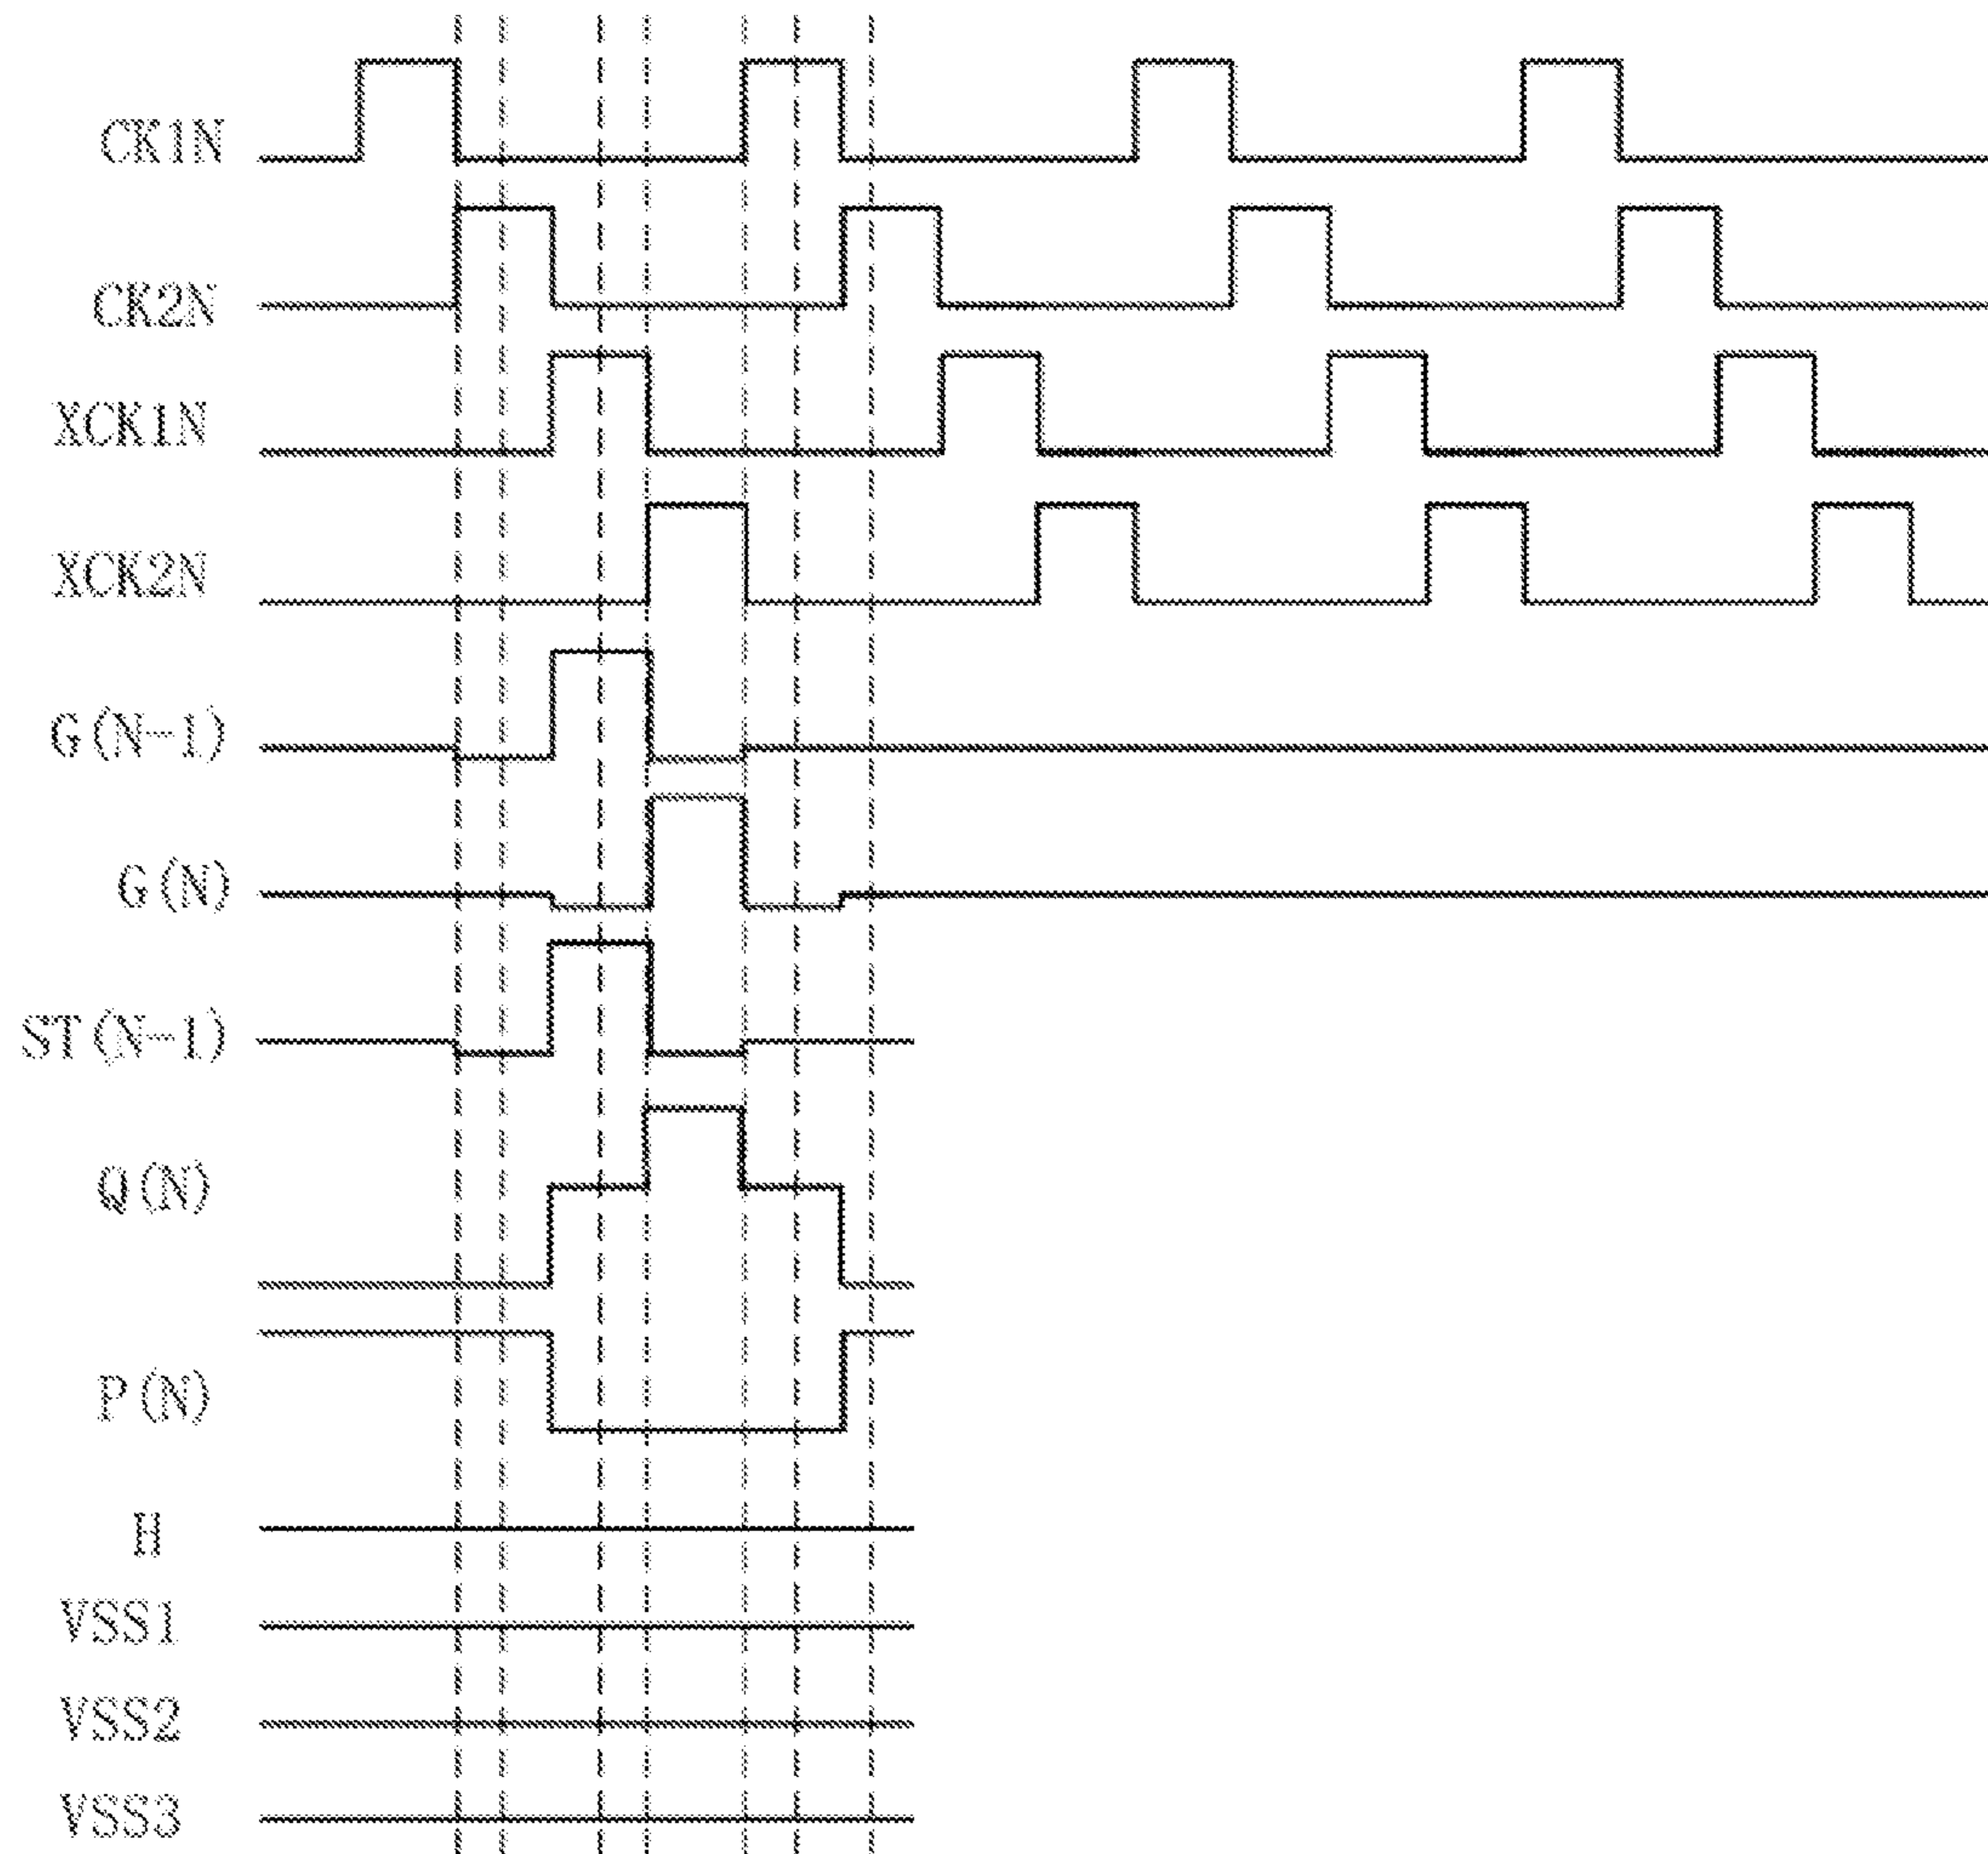 CK1N
CK2N
XCK1N
XCK2N
G(N-1)
G(N)
ST(N-1)
Q(N)
P(N)
H
VSS1
VSS2
VSS3